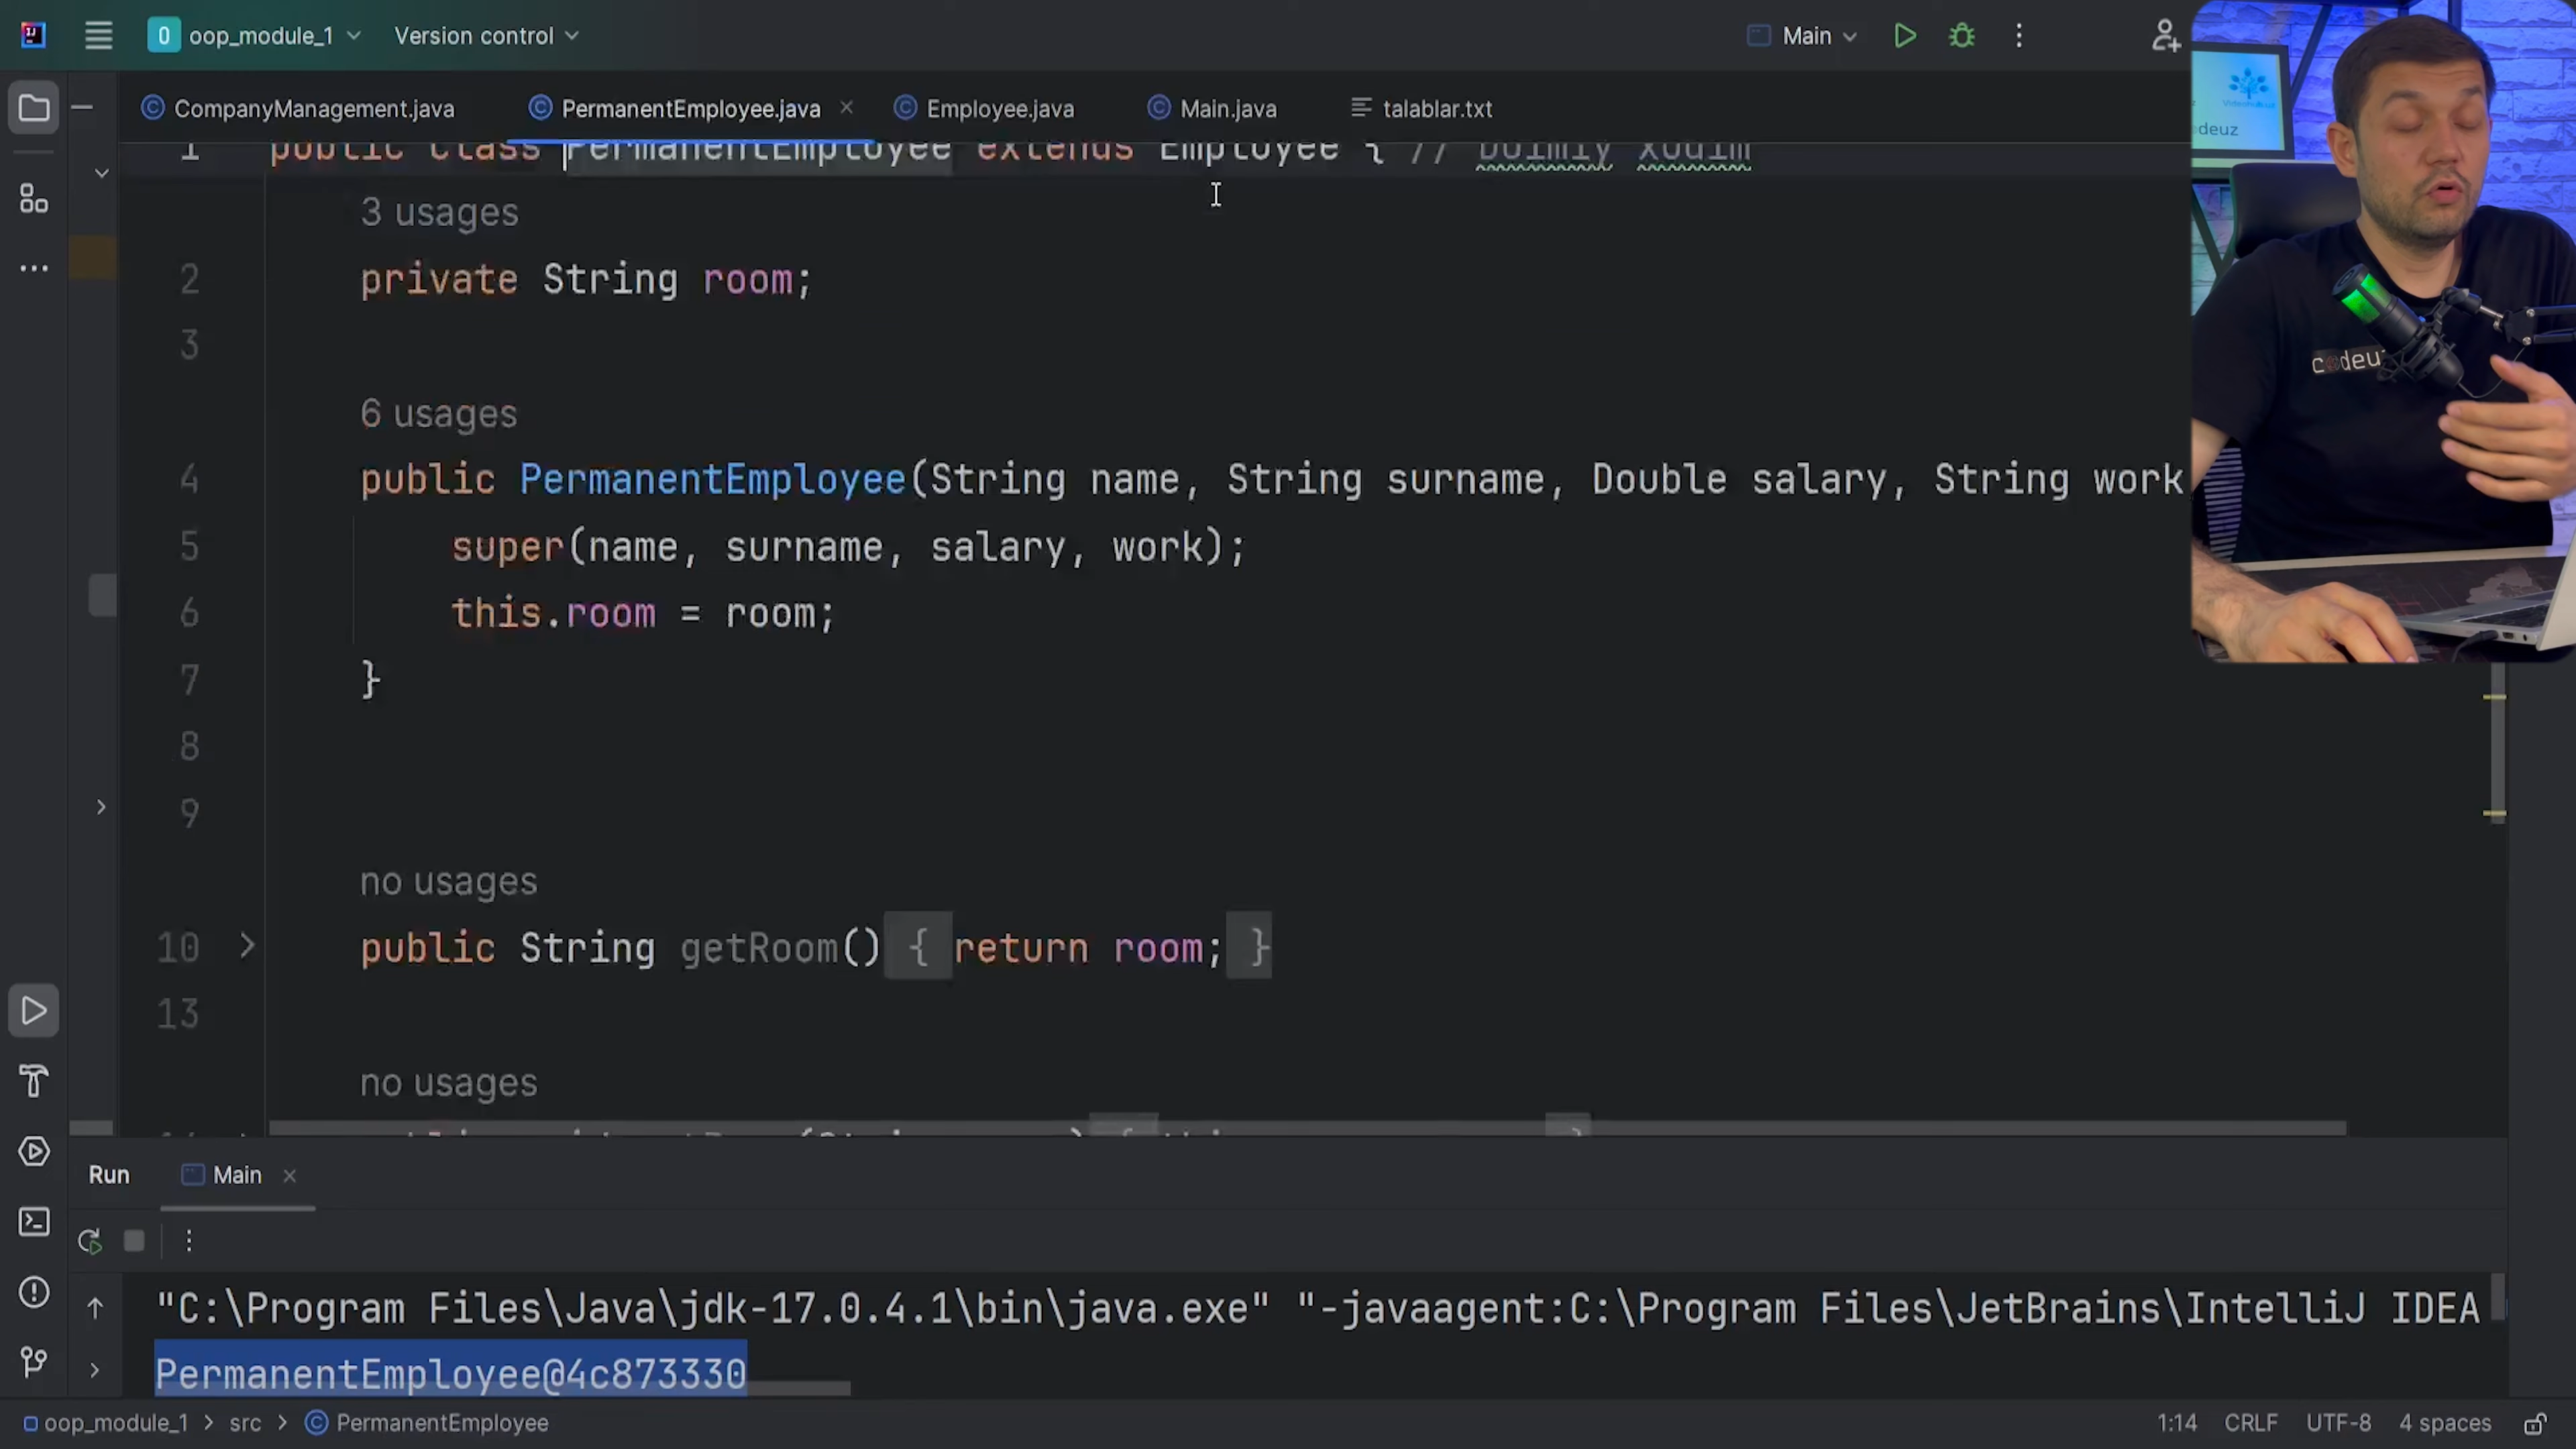 oop_module_1 Version control Main
CompanyManagement.java PermanentEmployee.java Employee.java Main.java talablar.txt
1 public class PermanentEmployee extends Employee { // Doimiy Xodim
3 usages
2 private String room;
3
6 usages
4 public PermanentEmployee(String name, String surname, Double salary, String work
5 super(name, surname, salary, work);
6 this.room = room;
7 }
8
9
no usages
10 public String getRoom() { return room; }
13
no usages
Run Main
"C:\Program Files\Java\jdk-17.0.4.1\bin\java.exe" "-javaagent:C:\Program Files\JetBrains\IntelliJ IDEA
PermanentEmployee@4c873330
oop_module_1 > src > PermanentEmployee 1:14 CRLF UTF-8 4 spaces
deuz
codeu